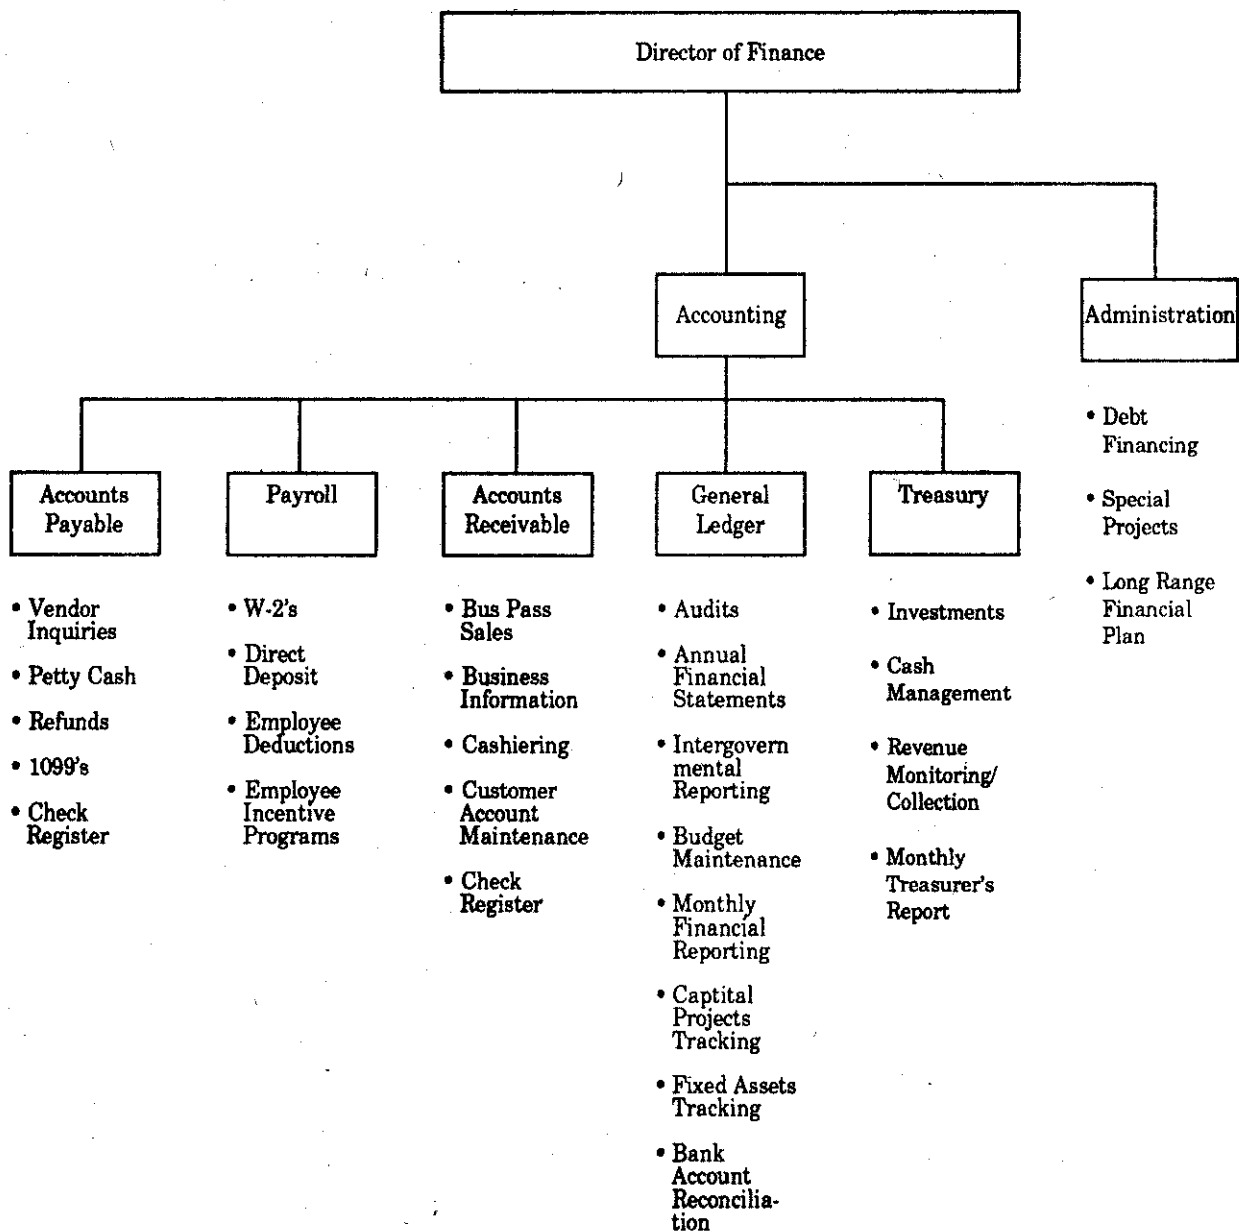 Director of Finance
Accounting
Administration
• Debt
Financing
• Special
Projects
• Long Range
Financial
Plan
Accounts
Payable
• Vendor
Inquiries
• Petty Cash
• Refunds
• 1099's
• Check
Register
Payroll
• W-2's
• Direct
Deposit
• Employee
Deductions
• Employee
Incentive
Programs
Accounts
Receivable
• Bus Pass
Sales
• Business
Information
• Cashiering
• Customer
Account
Maintenance
• Check
Register
General
Ledger
• Audits
• Annual
Financial
Statements
• Intergovern
mental
Reporting
• Budget
Maintenance
• Monthly
Financial
Reporting
• Captital
Projects
Tracking
• Fixed Assets
Tracking
• Bank
Account
Reconcilia-
tion
Treasury
• Investments
• Cash
Management
• Revenue
Monitoring/
Collection
• Monthly
Treasurer's
Report